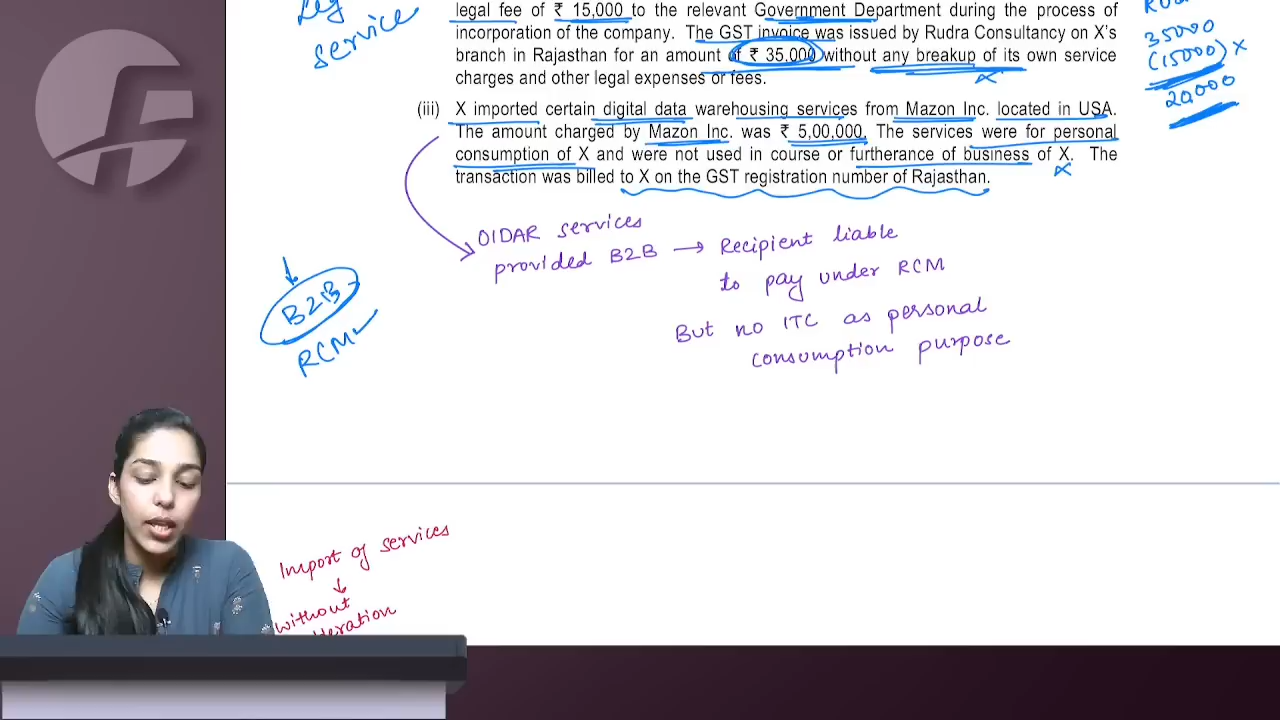 legal fee of ₹ 15,000 to the relevant Government Department during the process of
incorporation of the company. The GST invoice was issued by Rudra Consultancy on X's
branch in Rajasthan for an amount of ₹ 35,000 without any breakup of its own service
charges and other legal expenses or fees.
service
35000
(15000) x
20,000
(iii) X imported certain digital data warehousing services from Mazon Inc. located in USA.
The amount charged by Mazon Inc. was ₹ 5,00,000. The services were for personal
consumption of X and were not used in course or furtherance of business of X. The
transaction was billed to X on the GST registration number of Rajasthan.
OIDAR services
provided B2B → Recipient liable
to pay under RCM
But no ITC as personal
consumption purpose
B2B
RCM
Import of services
↓
without